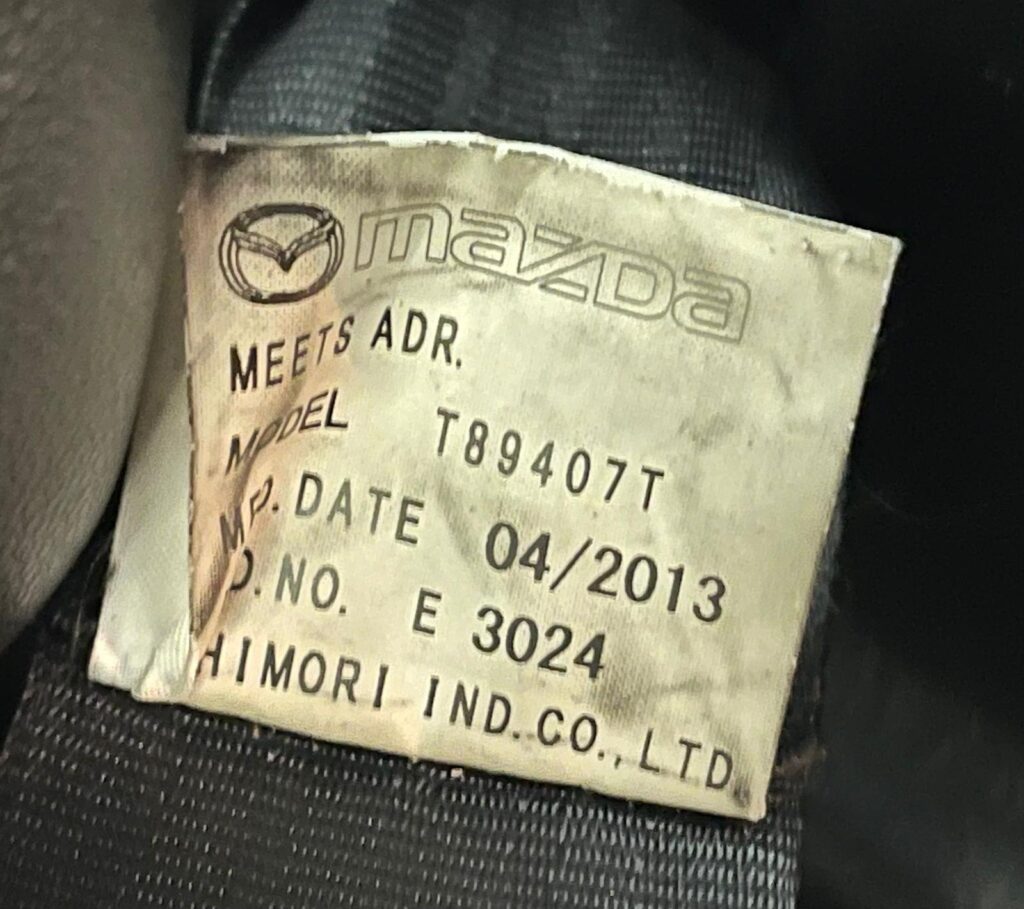 mazda
MEETS ADR.
MODEL T89407T
MP. DATE 04/2013
D. NO. E 3024
HIMORI IND. CO., LTD.